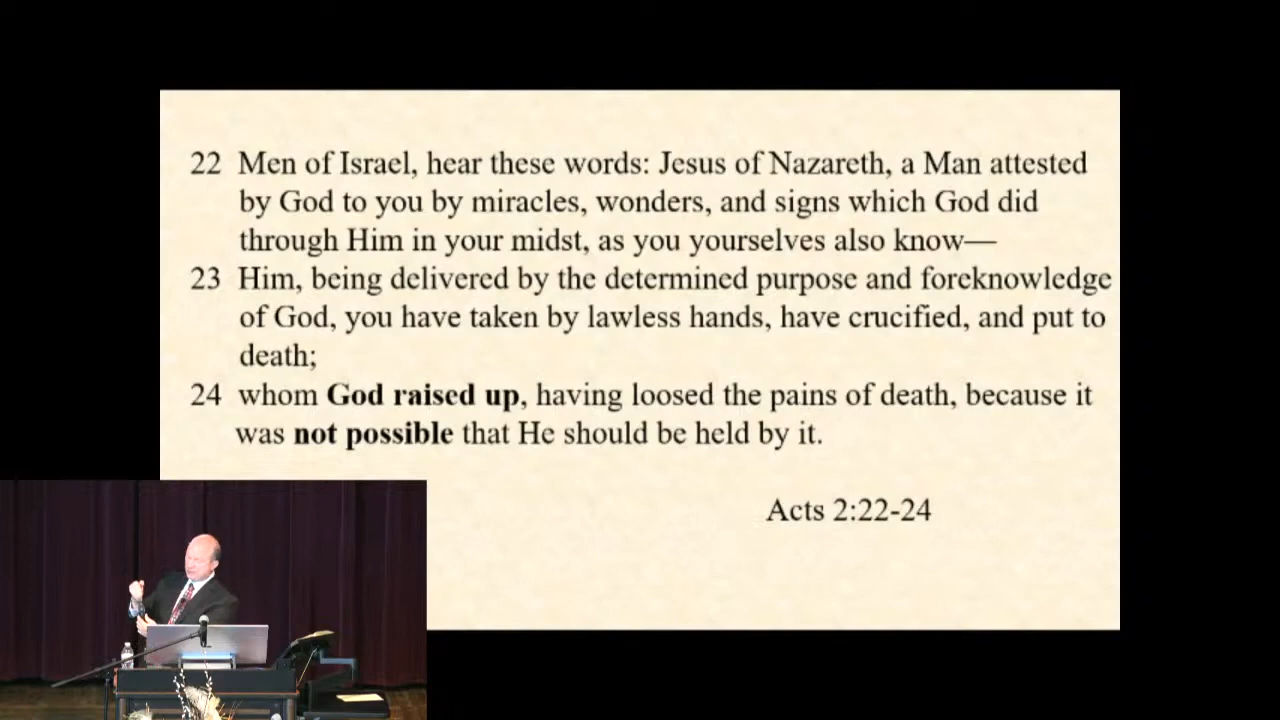 22 Men of Israel, hear these words: Jesus of Nazareth, a Man attested
by God to you by miracles, wonders, and signs which God did
through Him in your midst, as you yourselves also know—
23 Him, being delivered by the determined purpose and foreknowledge
of God, you have taken by lawless hands, have crucified, and put to
death;
24 whom God raised up, having loosed the pains of death, because it
was not possible that He should be held by it.
Acts 2:22-24